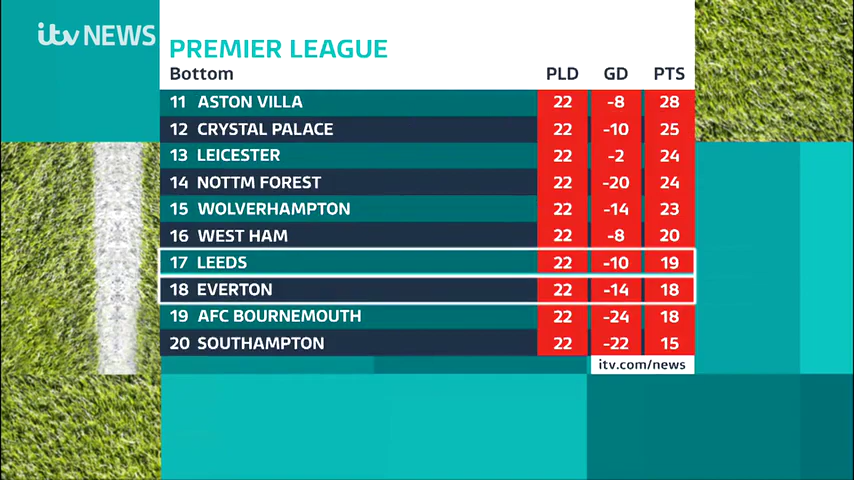 itv NEWS
PREMIER LEAGUE
Bottom PLD GD PTS
11 ASTON VILLA 22 -8 28
12 CRYSTAL PALACE 22 -10 25
13 LEICESTER 22 -2 24
14 NOTTM FOREST 22 -20 24
15 WOLVERHAMPTON 22 -14 23
16 WEST HAM 22 -8 20
17 LEEDS 22 -10 19
18 EVERTON 22 -14 18
19 AFC BOURNEMOUTH 22 -24 18
20 SOUTHAMPTON 22 -22 15
itv.com/news